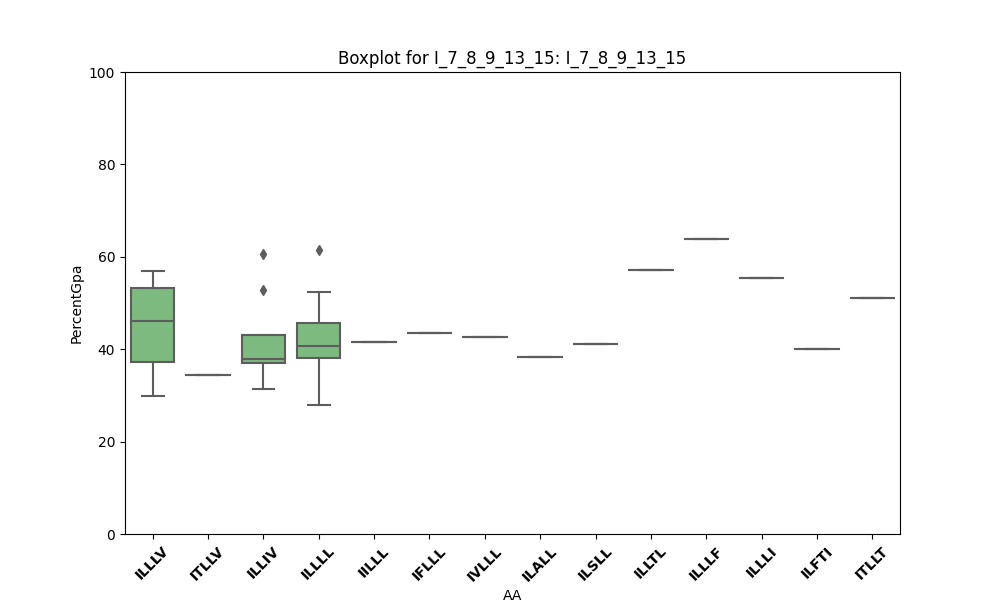 Boxplot for I_7_8_9_13_15: I_7_8_9_13_15
100
80
60
40
20
0
PercentGpa
ILLLV ITLLV ILLIV ILLLL IILLL IFLLL IVLLL ILALL ILSLL ILLTL ILLLF ILLLI ILFTI ITLLT
AA